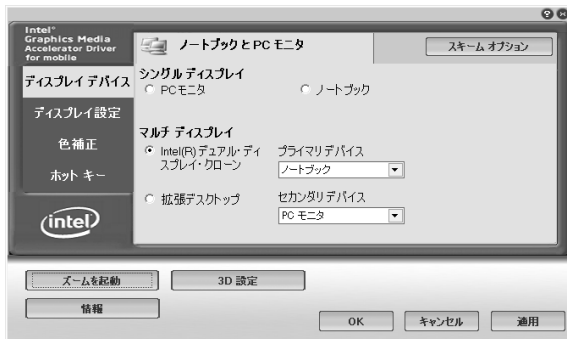 Intel®
Graphics Media
Accelerator Driver
for mobile
ノートブックとPC モニタ
スキーム オプション
ディスプレイ デバイス
ディスプレイ設定
色補正
ホット キー
intel
シングル ディスプレイ
PCモニタ
ノートブック
マルチ ディスプレイ
Intel(R) デュアル・ディ
スプレイ・クローン
プライマリデバイス
ノートブック
拡張デスクトップ
セカンダリデバイス
PC モニタ
ズームを起動
3D 設定
情報
OK
キャンセル
適用